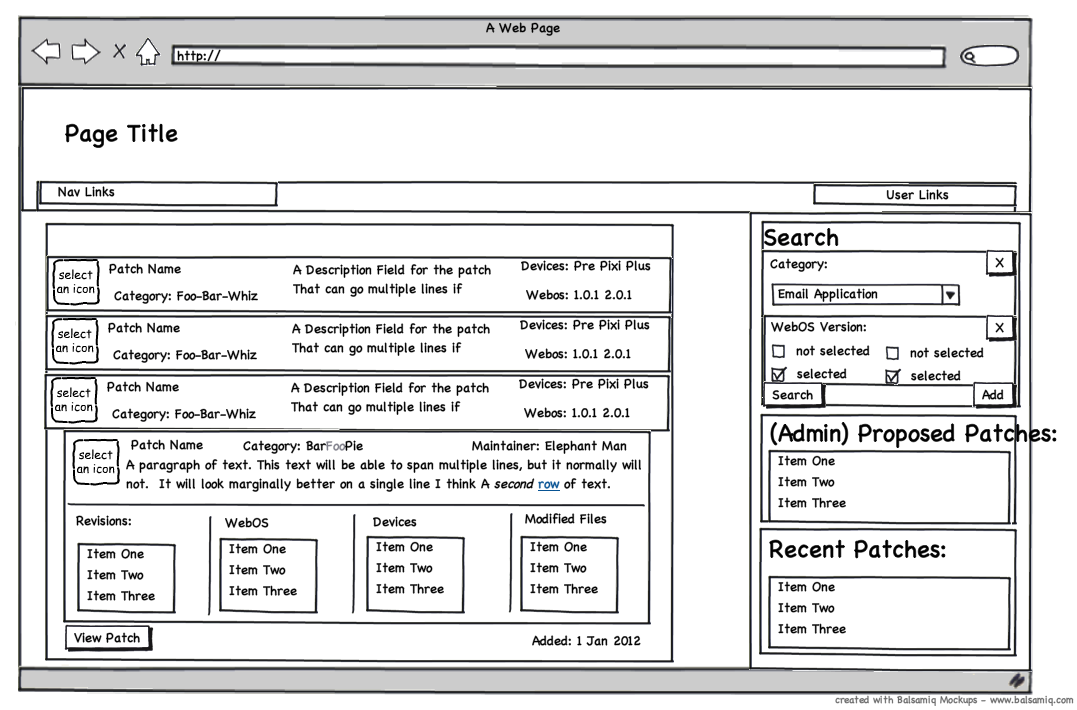 A Web Page
http://
Page Title
Nav Links
User Links
select
an icon
Patch Name
Category: Foo-Bar-Whiz
A Description Field for the patch
That can go multiple lines if
Devices: Pre Pixi Plus
Webos: 1.0.1 2.0.1
select
an icon
Patch Name
Category: Foo-Bar-Whiz
A Description Field for the patch
That can go multiple lines if
Devices: Pre Pixi Plus
Webos: 1.0.1 2.0.1
select
an icon
Patch Name
Category: Foo-Bar-Whiz
A Description Field for the patch
That can go multiple lines if
Devices: Pre Pixi Plus
Webos: 1.0.1 2.0.1
select
an icon
Patch Name
Category: BarFooPie
Maintainer: Elephant Man
A paragraph of text. This text will be able to span multiple lines, but it normally will
not. It will look marginally better on a single line I think A second row of text.
Revisions:
Item One
Item Two
Item Three
WebOS
Item One
Item Two
Item Three
Devices
Item One
Item Two
Item Three
Modified Files
Item One
Item Two
Item Three
View Patch
Added: 1 Jan 2012
Search
Category:
X
Email Application
WebOS Version:
X
not selected
not selected
selected
selected
Search
Add
(Admin) Proposed Patches:
Item One
Item Two
Item Three
Recent Patches:
Item One
Item Two
Item Three
created with Balsamiq Mockups - www.balsamiq.com